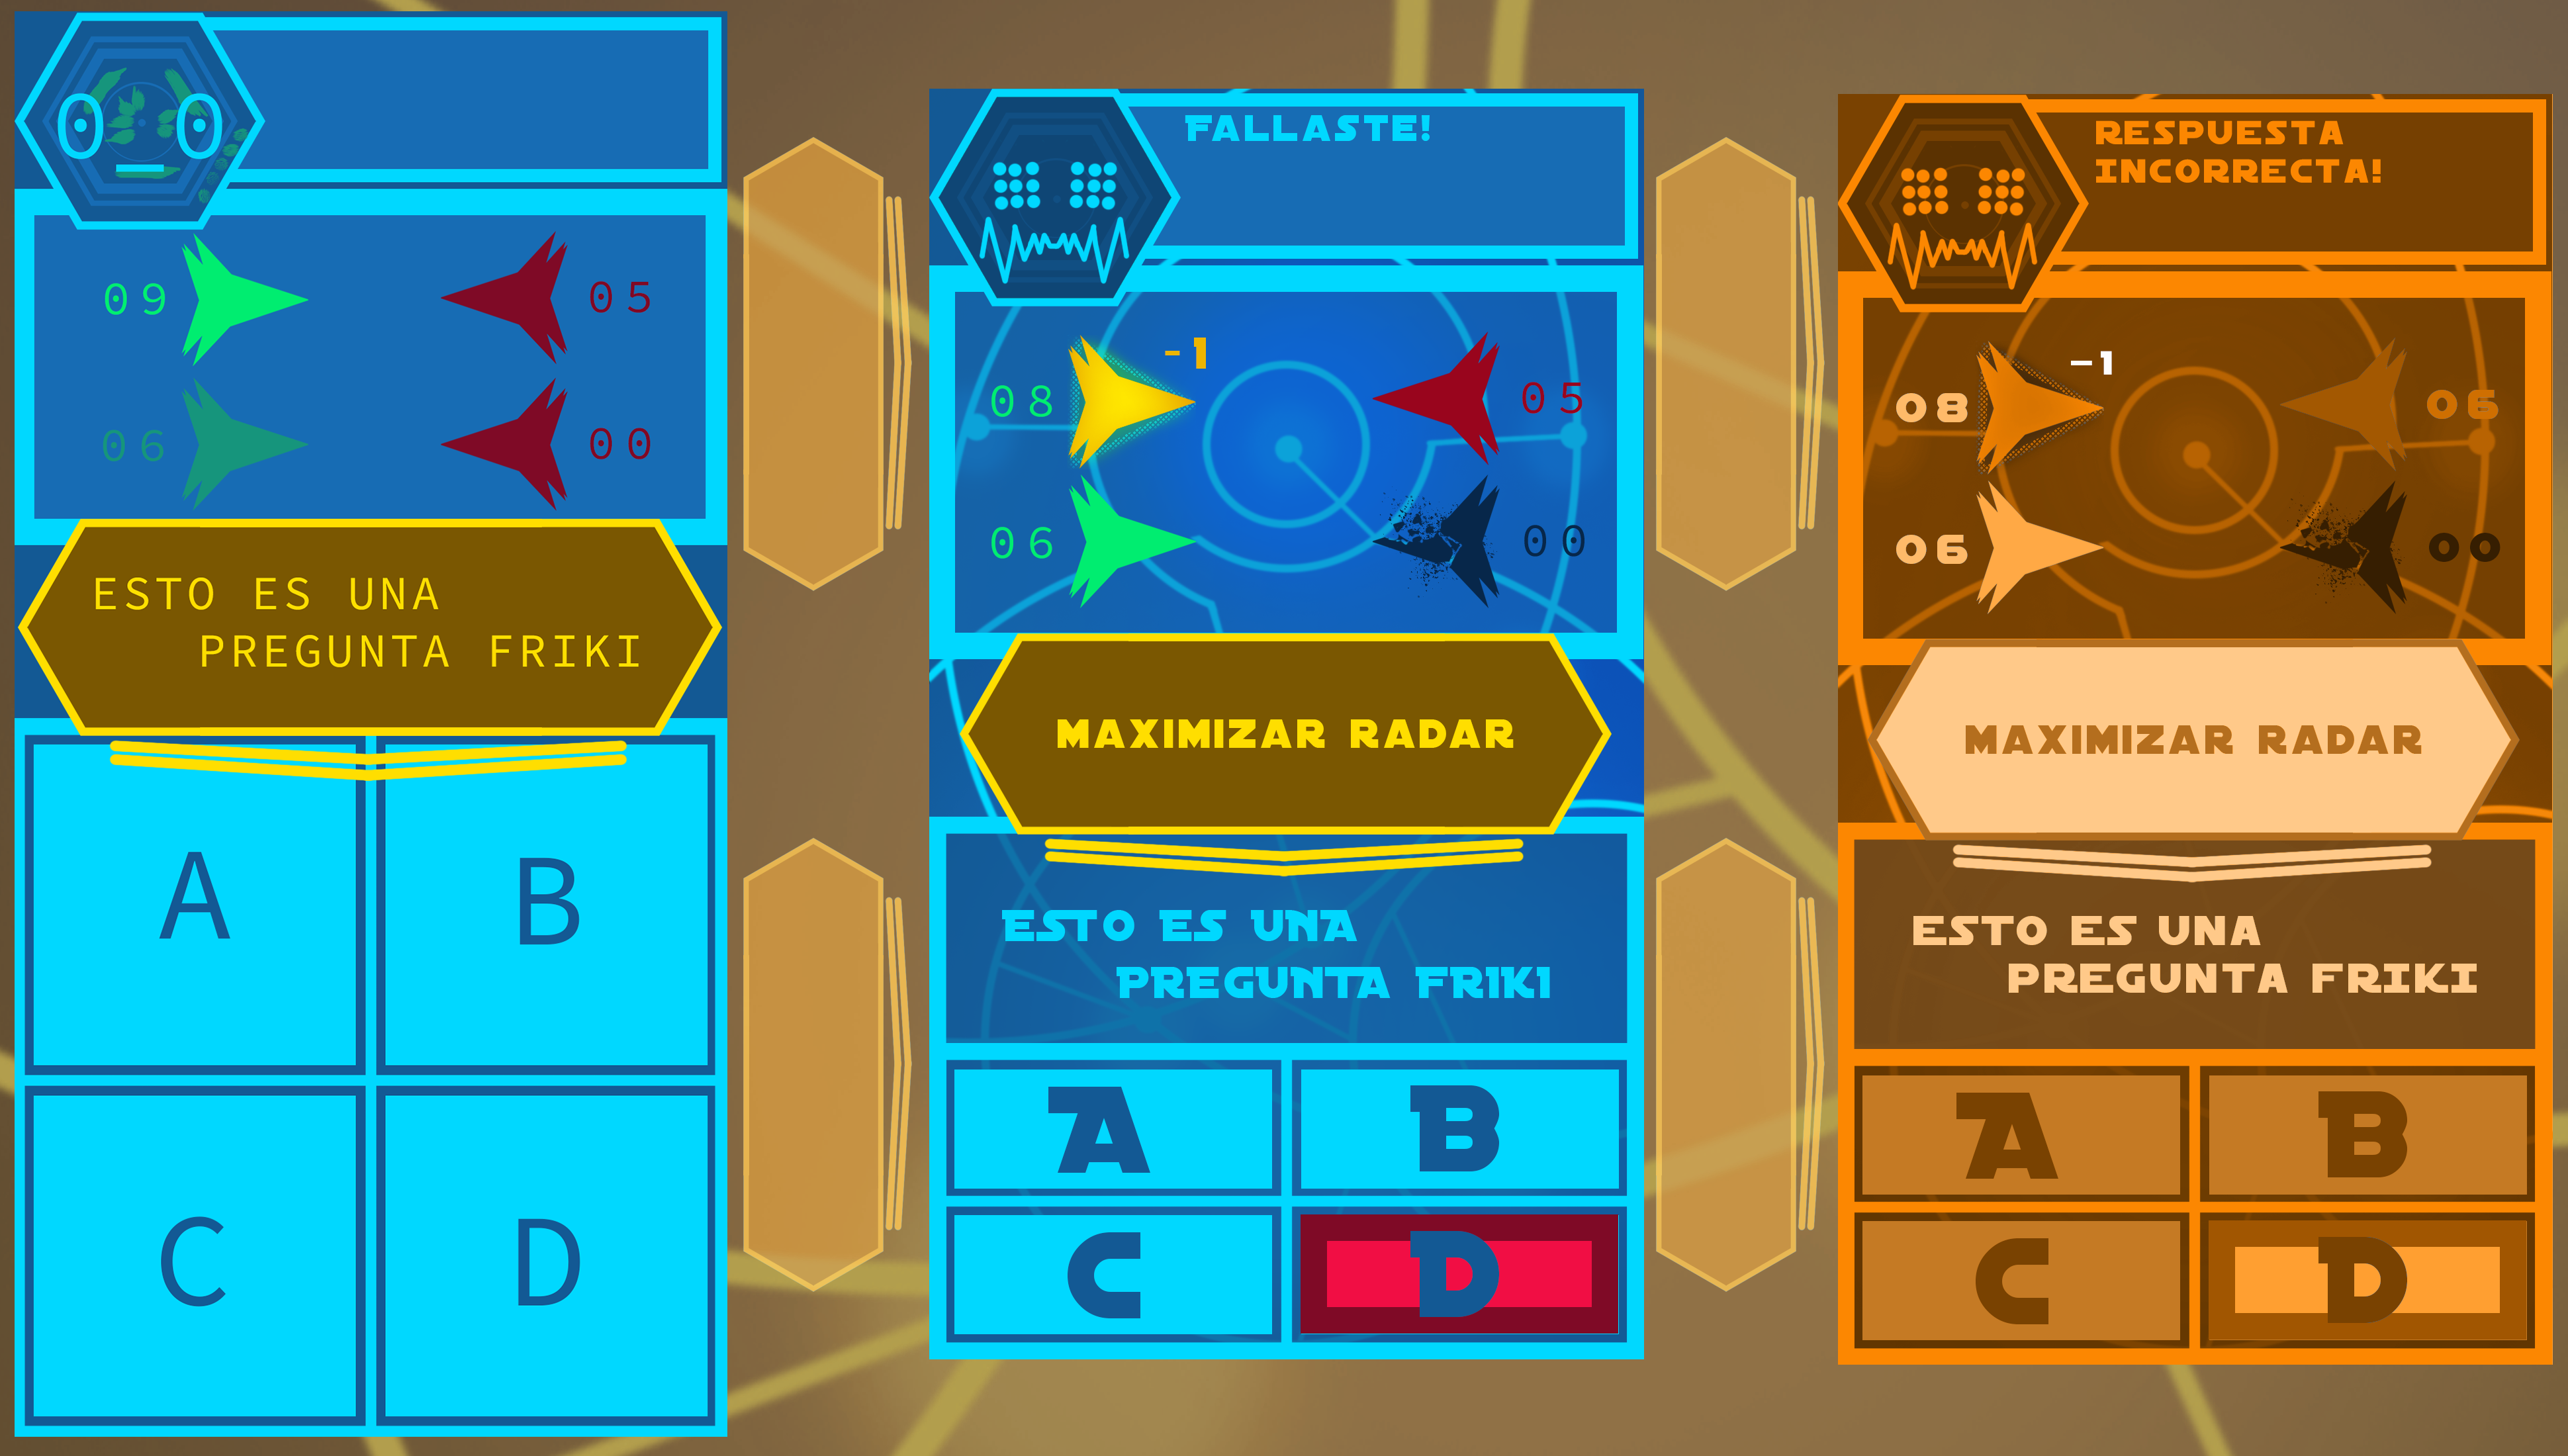 0_0
09
05
06
00
ESTO ES UNA
PREGUNTA FRIKI
A
B
C
D
FALLASTE!
-1
08
05
06
00
MAXIMIZAR RADAR
ESTO ES UNA
PREGUNTA FRIKI
A
B
C
D
RESPUESTA
INCORRECTA!
-1
08
06
06
00
MAXIMIZAR RADAR
ESTO ES UNA
PREGUNTA FRIKI
A
B
C
D